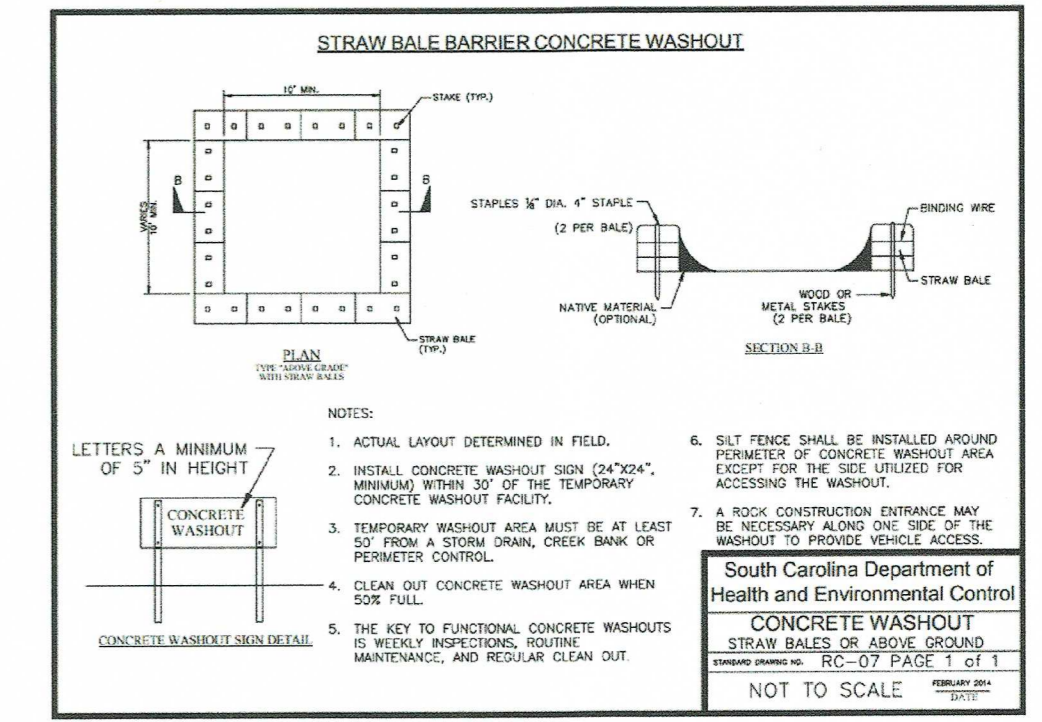 STRAW BALE BARRIER CONCRETE WASHOUT
10' MIN.
STAKE (TYP.)
B
B
VARIES
10' MIN.
STRAW BALE
(TYP.)
PLAN
TYPE "ABOVE GRADE"
WITH STRAW BALES
STAPLES ⅛" DIA. 4" STAPLE
(2 PER BALE)
BINDING WIRE
STRAW BALE
NATIVE MATERIAL
(OPTIONAL)
WOOD OR
METAL STAKES
(2 PER BALE)
SECTION B-B
LETTERS A MINIMUM
OF 5" IN HEIGHT
CONCRETE
WASHOUT
CONCRETE WASHOUT SIGN DETAIL
NOTES:
1. ACTUAL LAYOUT DETERMINED IN FIELD.
2. INSTALL CONCRETE WASHOUT SIGN (24"X24",
MINIMUM) WITHIN 30' OF THE TEMPORARY
CONCRETE WASHOUT FACILITY.
3. TEMPORARY WASHOUT AREA MUST BE AT LEAST
50' FROM A STORM DRAIN, CREEK BANK OR
PERIMETER CONTROL.
4. CLEAN OUT CONCRETE WASHOUT AREA WHEN
50% FULL.
5. THE KEY TO FUNCTIONAL CONCRETE WASHOUTS
IS WEEKLY INSPECTIONS, ROUTINE
MAINTENANCE, AND REGULAR CLEAN OUT.
6. SILT FENCE SHALL BE INSTALLED AROUND
PERIMETER OF CONCRETE WASHOUT AREA
EXCEPT FOR THE SIDE UTILIZED FOR
ACCESSING THE WASHOUT.
7. A ROCK CONSTRUCTION ENTRANCE MAY
BE NECESSARY ALONG ONE SIDE OF THE
WASHOUT TO PROVIDE VEHICLE ACCESS.
South Carolina Department of
Health and Environmental Control
CONCRETE WASHOUT
STRAW BALES OR ABOVE GROUND
STANDARD DRAWING NO. RC-07 PAGE 1 of 1
NOT TO SCALE
FEBRUARY 2014
DATE